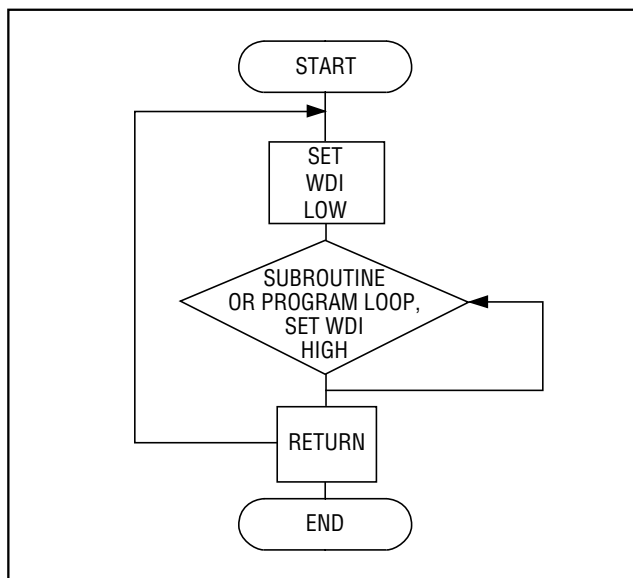 START
SET
WDI
LOW
SUBROUTINE
OR PROGRAM LOOP,
SET WDI
HIGH
RETURN
END